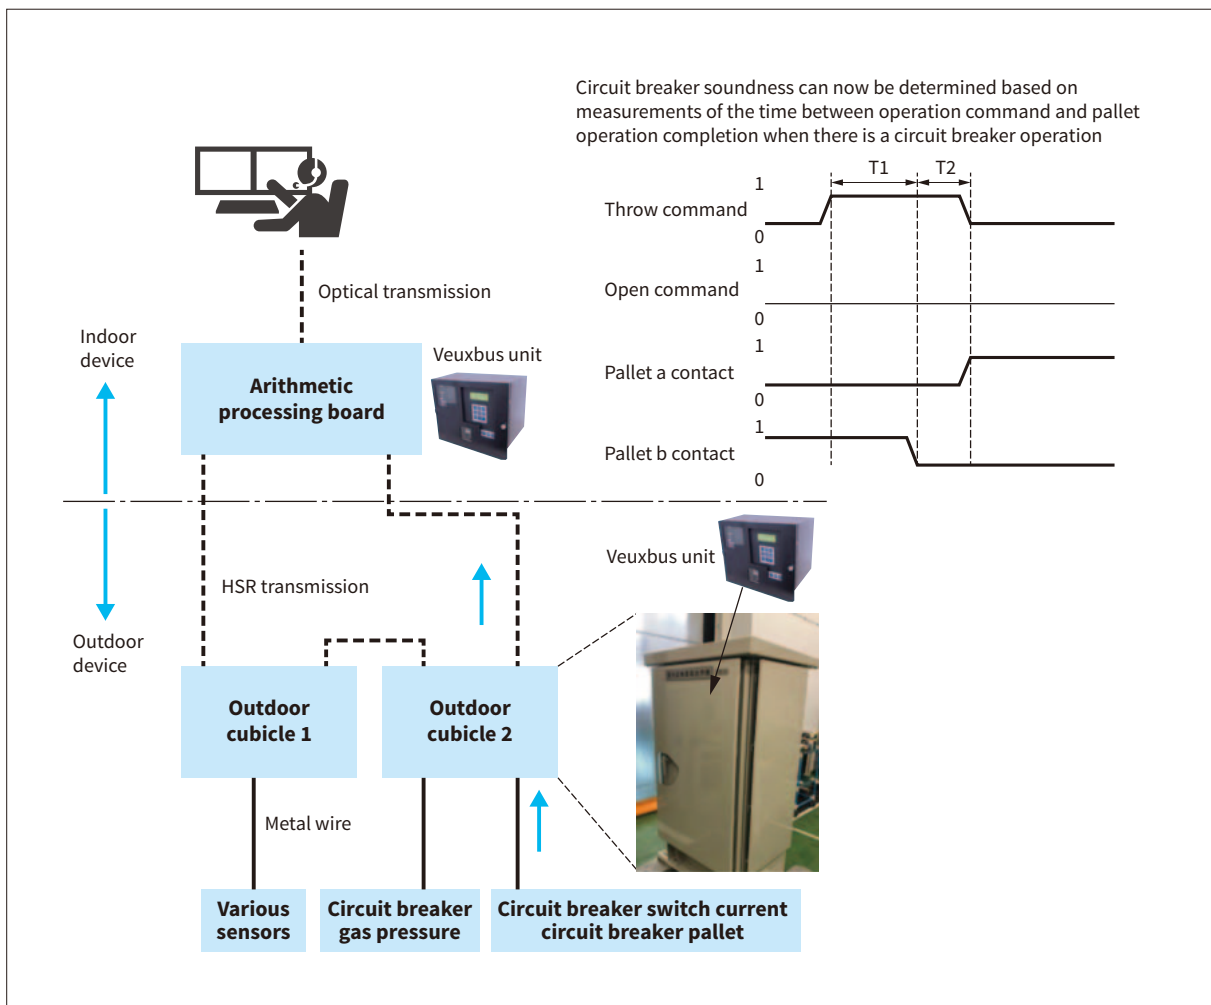 Circuit breaker soundness can now be determined based on
measurements of the time between operation command and pallet
operation completion when there is a circuit breaker operation
T1
T2
1
Throw command
0
1
Open command
0
1
Pallet a contact
0
1
Pallet b contact
0
Optical transmission
Indoor
device
Veuxbus unit
Arithmetic
processing board
Veuxbus unit
HSR transmission
Outdoor
device
Outdoor
cubicle 1
Outdoor
cubicle 2
Metal wire
Various
sensors
Circuit breaker
gas pressure
Circuit breaker switch current
circuit breaker pallet